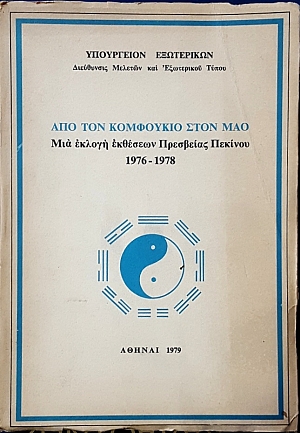 ΥΠΟΥΡΓΕΙΟΝ ΕΞΩΤΕΡΙΚΩΝ
Διεύθυνσις Μελετῶν καὶ Ἐξωτερικοῦ Τύπου
ΑΠΟ ΤΟΝ ΚΟΜΦΟΥΚΙΟ ΣΤΟΝ ΜΑΟ
Μιὰ ἐκλογὴ ἐκθέσεων Πρεσβείας Πεκίνου
1976 - 1978
ΑΘΗΝΑΙ 1979